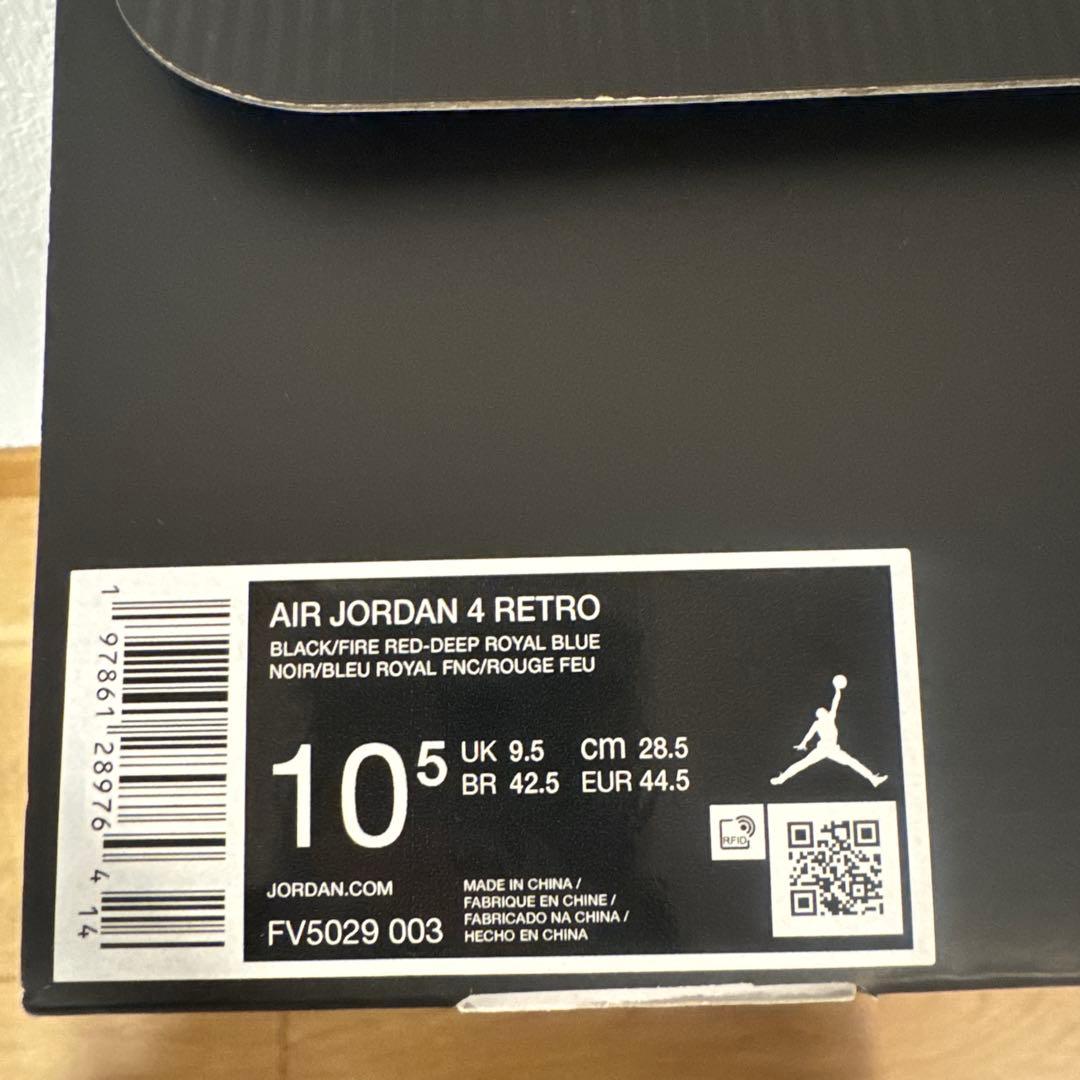 AIR JORDAN 4 RETRO
BLACK/FIRE RED-DEEP ROYAL BLUE
NOIR/BLEU ROYAL FNC/ROUGE FEU
10⁵
UK 9.5 cm 28.5
BR 42.5 EUR 44.5
RFID
JORDAN.COM
FV5029 003
MADE IN CHINA /
FABRIQUE EN CHINE /
FABRICADO NA CHINA /
HECHO EN CHINA
1 97861 28976 4 14